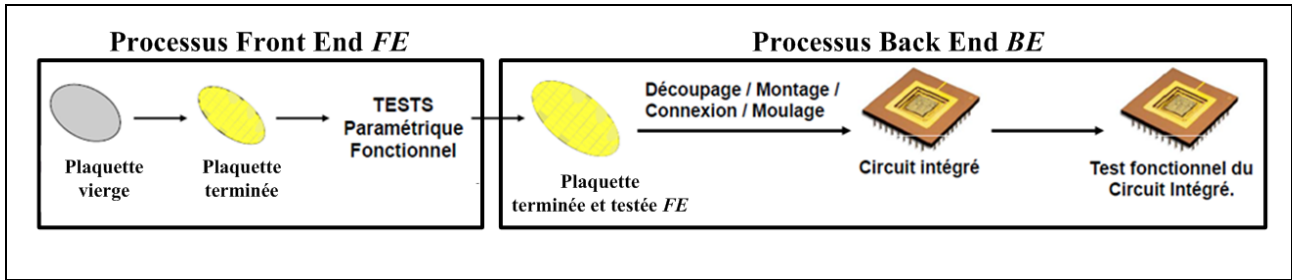 Processus Front End FE
Plaquette
vierge
Plaquette
terminée
TESTS
Paramétrique
Fonctionnel
Processus Back End BE
Plaquette
terminée et testée FE
Découpage / Montage /
Connexion / Moulage
Circuit intégré
Test fonctionnel du
Circuit Intégré.